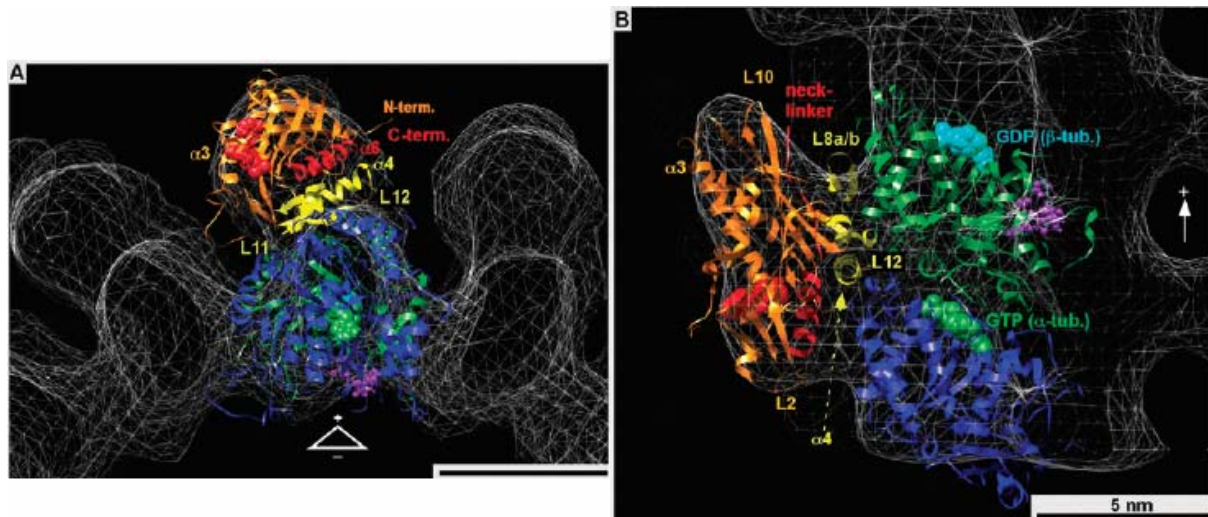 A
N-term.
C-term.
α3
α6
α4
L12
L11
+
–
B
L10
neck-
linker
L8a/b
GDP (β-tub.)
α3
+
L12
GTP (α-tub.)
L2
α4
5 nm